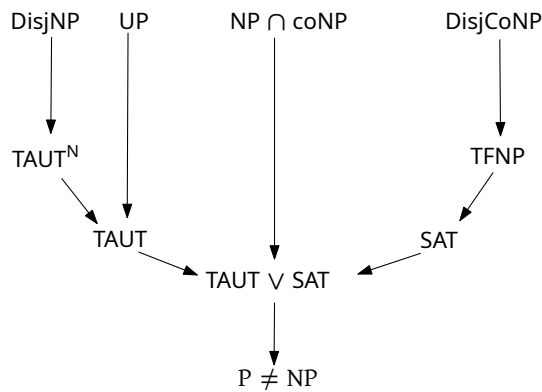 DisjNP UP NP ∩ coNP DisjCoNP
TAUT^N TFNP
TAUT SAT
TAUT ∨ SAT
P ≠ NP